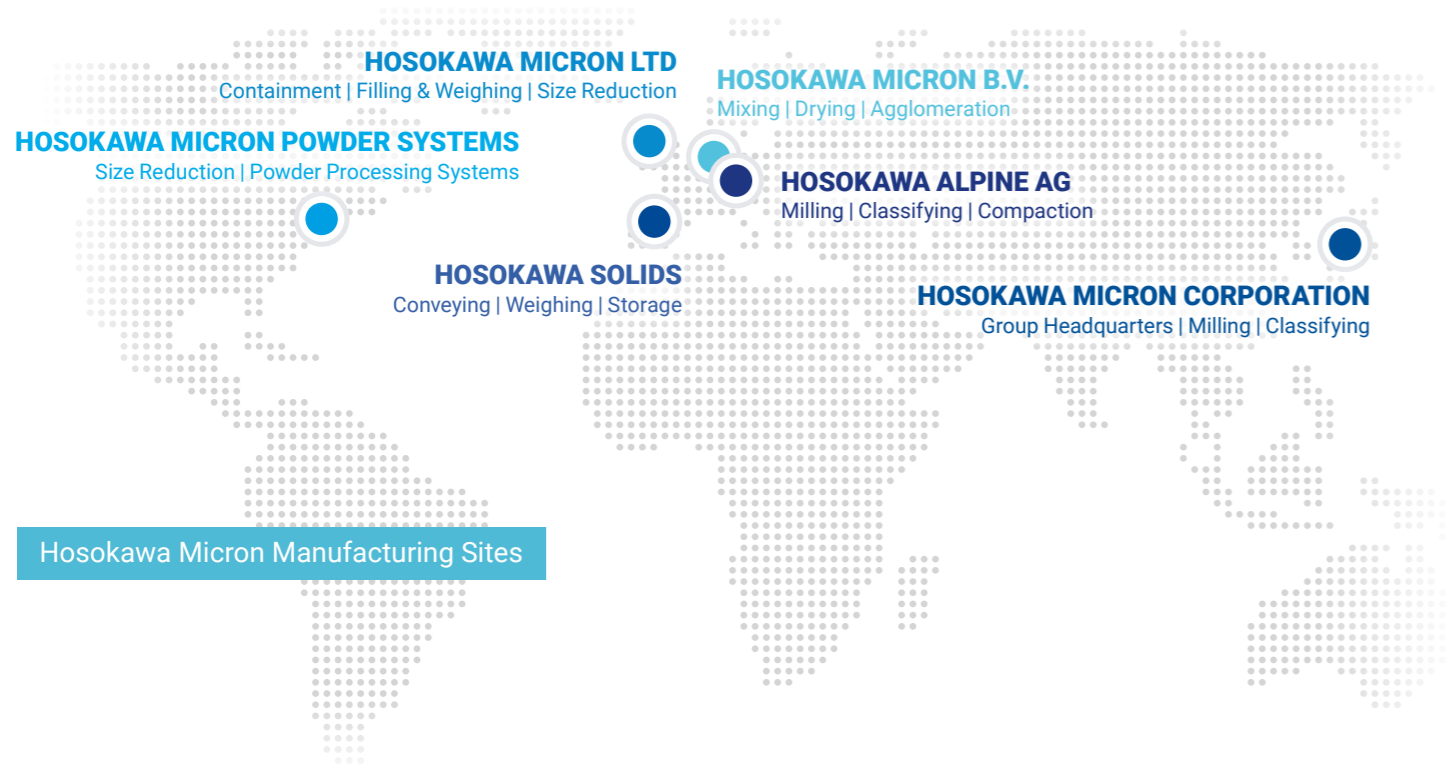 HOSOKAWA MICRON LTD
Containment | Filling & Weighing | Size Reduction
HOSOKAWA MICRON B.V.
Mixing | Drying | Agglomeration
HOSOKAWA MICRON POWDER SYSTEMS
Size Reduction | Powder Processing Systems
HOSOKAWA ALPINE AG
Milling | Classifying | Compaction
HOSOKAWA SOLIDS
Conveying | Weighing | Storage
HOSOKAWA MICRON CORPORATION
Group Headquarters | Milling | Classifying
Hosokawa Micron Manufacturing Sites